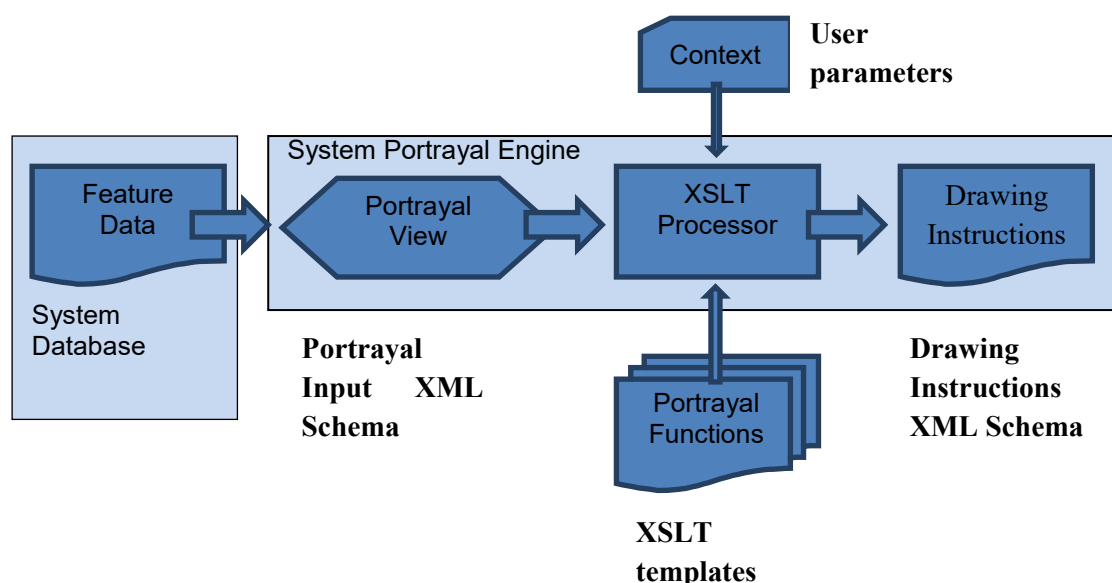 Context
User
parameters
System Portrayal Engine
Feature
Data
Portrayal
View
XSLT
Processor
Drawing
Instructions
System
Database
Portrayal
Input XML
Schema
Portrayal
Functions
Drawing
Instructions
XML Schema
XSLT
templates